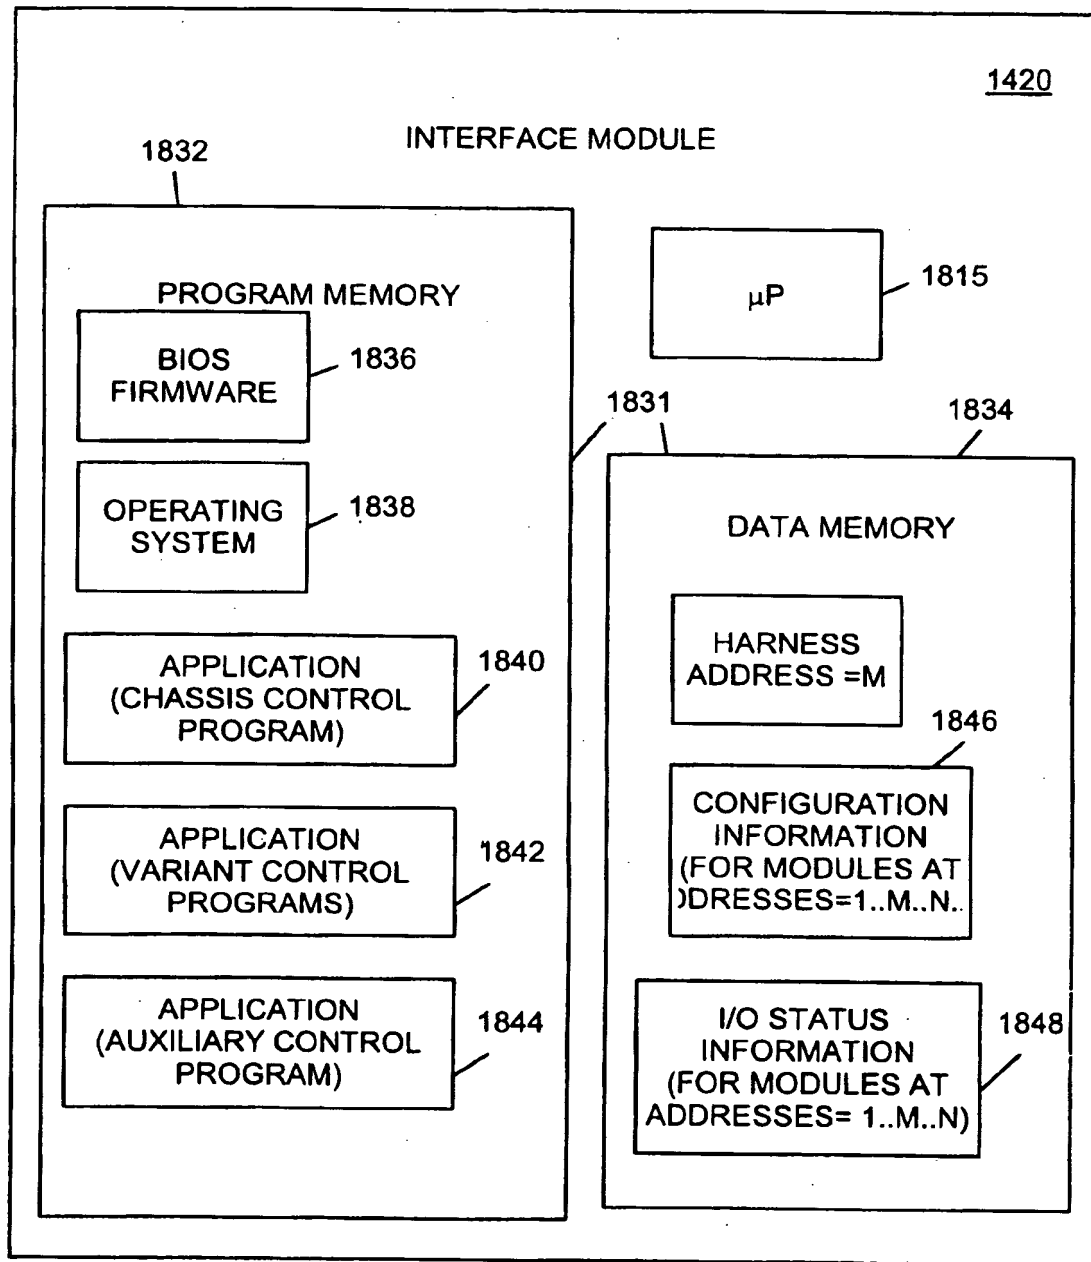 1420
INTERFACE MODULE
1832
PROGRAM MEMORY
BIOS
FIRMWARE
1836
OPERATING
SYSTEM
1838
APPLICATION
(CHASSIS CONTROL
PROGRAM)
1840
APPLICATION
(VARIANT CONTROL
PROGRAMS)
1842
APPLICATION
(AUXILIARY CONTROL
PROGRAM)
1844
μP
1815
1831
1834
DATA MEMORY
HARNESS
ADDRESS =M
1846
CONFIGURATION
INFORMATION
(FOR MODULES AT
DDRESSES=1..M..N..
I/O STATUS
INFORMATION
(FOR MODULES AT
ADDRESSES= 1..M..N)
1848